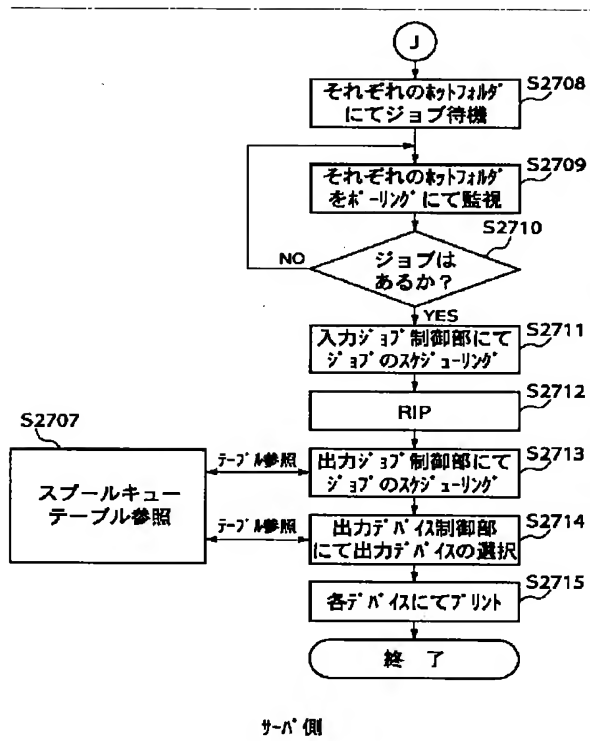 J
S2708
それぞれのホットフォルダ
にてジョブ待機
S2709
それぞれのホットフォルダ
をポーリングにて監視
S2710
NO
ジョブは
あるか？
YES
S2711
入力ジョブ制御部にて
ジョブのスケジューリング
S2712
RIP
S2707
スプールキュー
テーブル参照
テーブル参照
S2713
出力ジョブ制御部にて
ジョブのスケジューリング
テーブル参照
S2714
出力デバイス制御部
にて出力デバイスの選択
S2715
各デバイスにてプリント
終 了
サーバ側